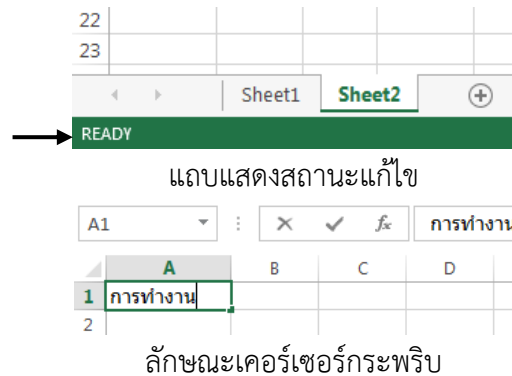 22
23
Sheet1 Sheet2
READY
แถบแสดงสถานะแก้ไข
A1 fx การทำงาน
A B C D
1 การทำงาน
2
ลักษณะเคอร์เซอร์กระพริบ